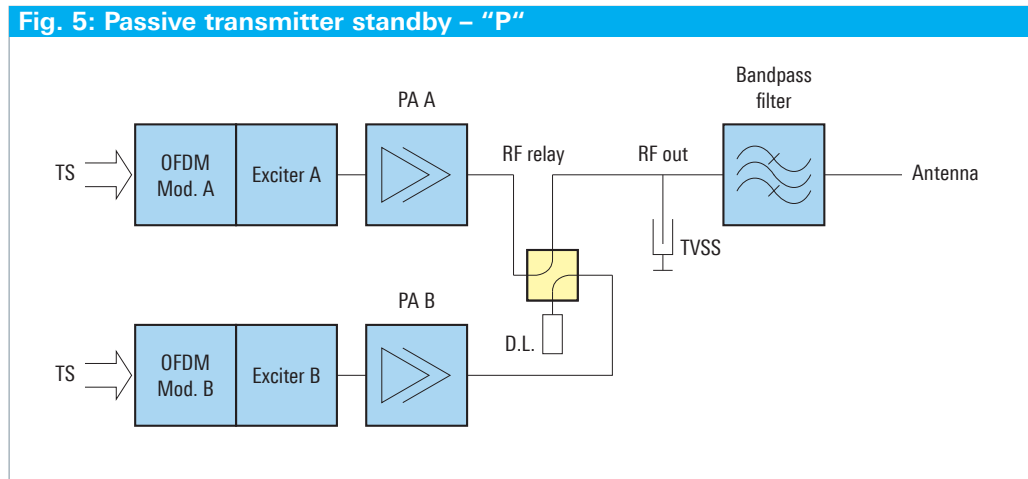 Fig. 5: Passive transmitter standby – “P“
Bandpass
filter
PA A
TS
OFDM
Mod. A
Exciter A
RF relay
RF out
Antenna
TVSS
PA B
D.L.
TS
OFDM
Mod. B
Exciter B